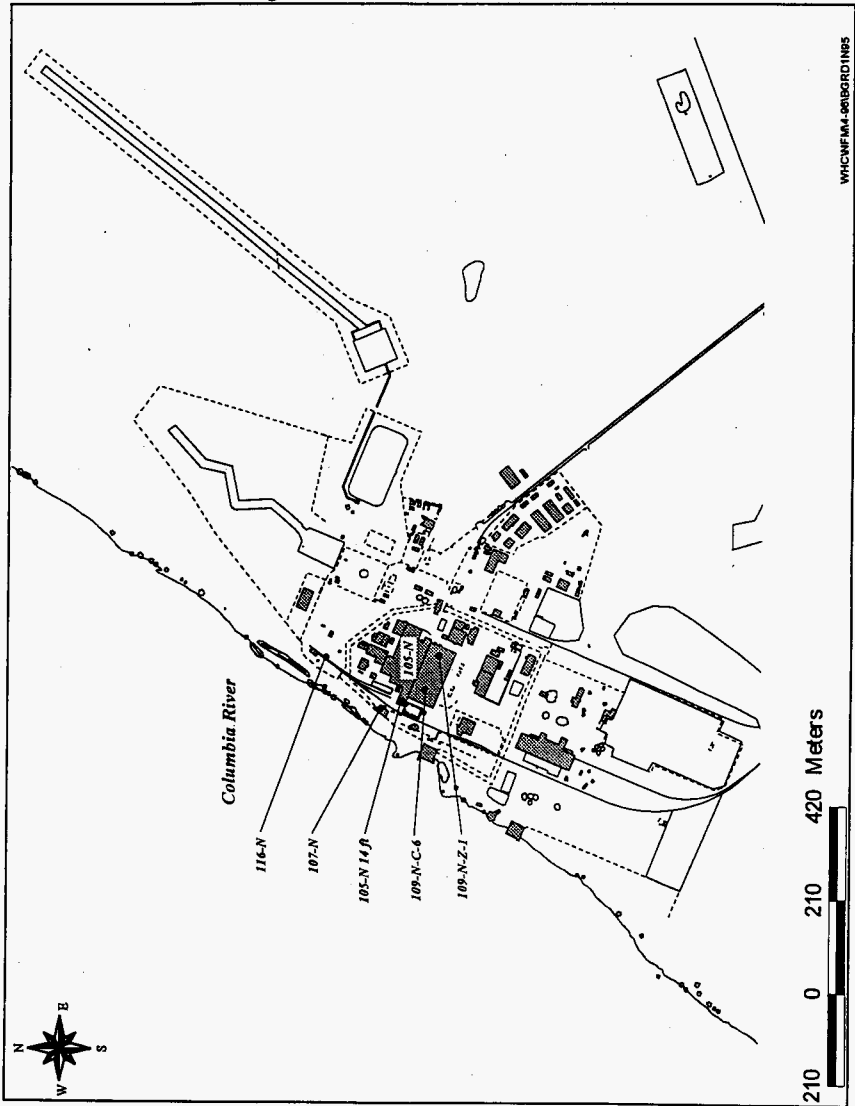 N
W E
S
Columbia River
116-N
107-N
105-N 14 ft
109-N-C-6
109-N-Z-1
105-N
210 0 210 420 Meters